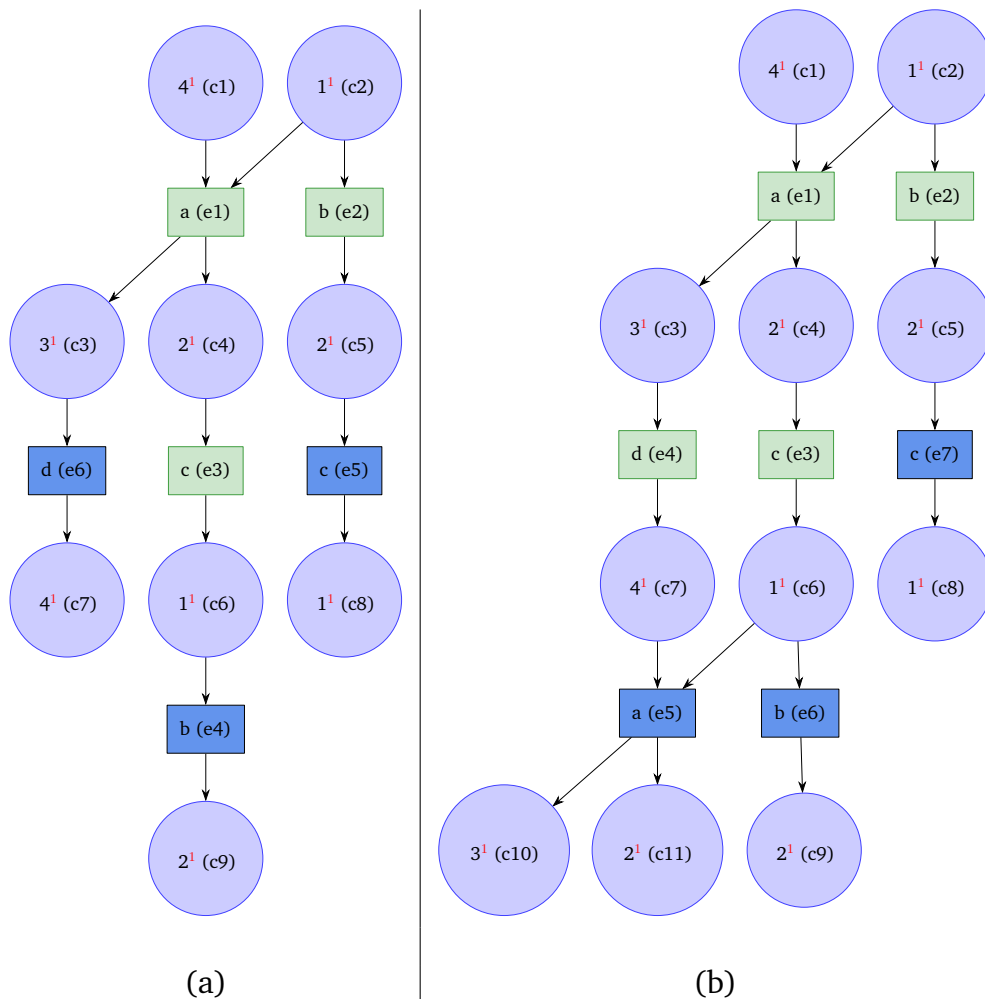 4¹ (c1)
1¹ (c2)
a (e1)
b (e2)
3¹ (c3)
2¹ (c4)
2¹ (c5)
d (e6)
c (e3)
c (e5)
4¹ (c7)
1¹ (c6)
1¹ (c8)
b (e4)
2¹ (c9)
(a)
4¹ (c1)
1¹ (c2)
a (e1)
b (e2)
3¹ (c3)
2¹ (c4)
2¹ (c5)
d (e4)
c (e3)
c (e7)
4¹ (c7)
1¹ (c6)
1¹ (c8)
a (e5)
b (e6)
3¹ (c10)
2¹ (c11)
2¹ (c9)
(b)